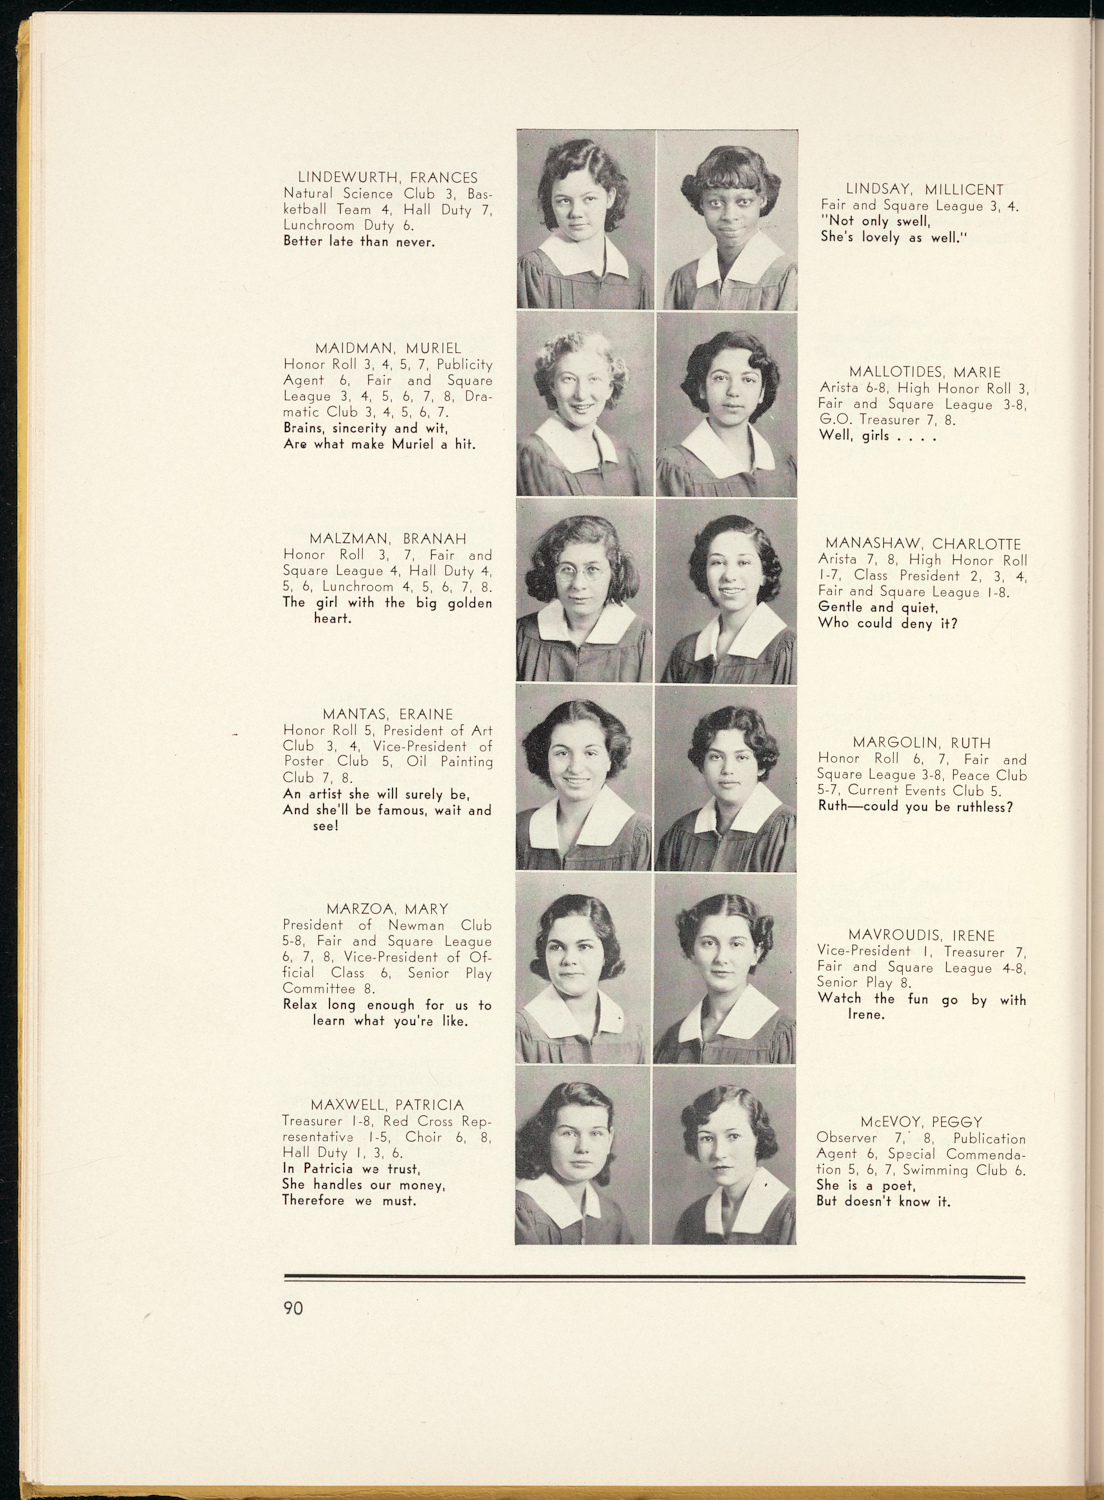 LINDEWURTH, FRANCES
Natural Science Club 3, Bas-
ketball Team 4, Hall Duty 7,
Lunchroom Duty 6.
Better late than never.
LINDSAY, MILLICENT
Fair and Square League 3, 4.
"Not only swell,
She's lovely as well."
MAIDMAN, MURIEL
Honor Roll 3, 4, 5, 7, Publicity
Agent 6, Fair and Square
League 3, 4, 5, 6, 7, 8, Dra-
matic Club 3, 4, 5, 6, 7.
Brains, sincerity and wit,
Are what make Muriel a hit.
MALLOTIDES, MARIE
Arista 6-8, High Honor Roll 3,
Fair and Square League 3-8,
G.O. Treasurer 7, 8.
Well, girls . . . .
MALZMAN, BRANAH
Honor Roll 3, 7, Fair and
Square League 4, Hall Duty 4,
5, 6, Lunchroom 4, 5, 6, 7, 8.
The girl with the big golden
heart.
MANASHAW, CHARLOTTE
Arista 7, 8, High Honor Roll
1-7, Class President 2, 3, 4,
Fair and Square League 1-8.
Gentle and quiet,
Who could deny it?
MANTAS, ERAINE
Honor Roll 5, President of Art
Club 3, 4, Vice-President of
Poster Club 5, Oil Painting
Club 7, 8.
An artist she will surely be,
And she'll be famous, wait and
see!
MARGOLIN, RUTH
Honor Roll 6, 7, Fair and
Square League 3-8, Peace Club
5-7, Current Events Club 5.
Ruth—could you be ruthless?
MARZOA, MARY
President of Newman Club
5-8, Fair and Square League
6, 7, 8, Vice-President of Of-
ficial Class 6, Senior Play
Committee 8.
Relax long enough for us to
learn what you're like.
MAVROUDIS, IRENE
Vice-President 1, Treasurer 7,
Fair and Square League 4-8,
Senior Play 8.
Watch the fun go by with
Irene.
MAXWELL, PATRICIA
Treasurer 1-8, Red Cross Rep-
resentative 1-5, Choir 6, 8,
Hall Duty 1, 3, 6.
In Patricia we trust,
She handles our money,
Therefore we must.
McEVOY, PEGGY
Observer 7, 8, Publication
Agent 6, Special Commenda-
tion 5, 6, 7, Swimming Club 6.
She is a poet,
But doesn't know it.
90